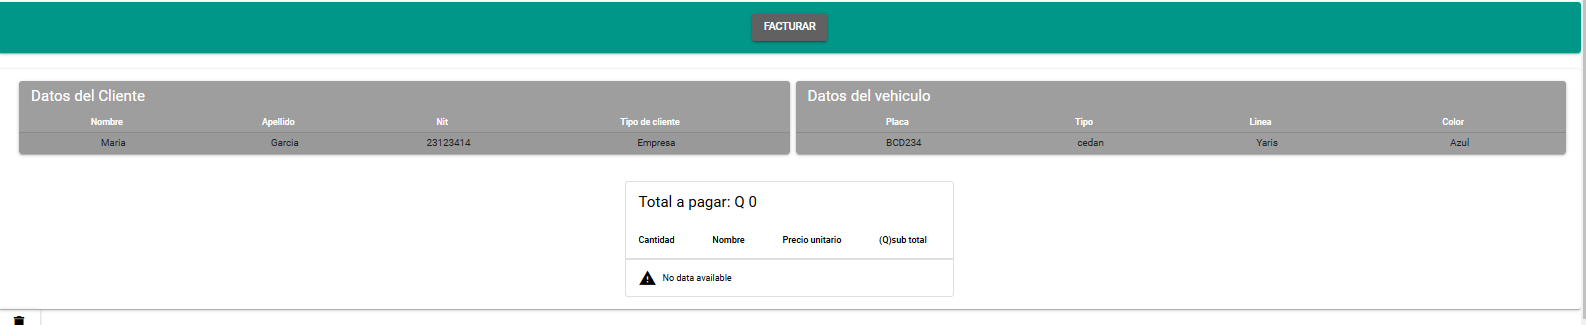 FACTURAR
Datos del Cliente
Nombre Apellido Nit Tipo de cliente
Maria Garcia 23123414 Empresa
Datos del vehiculo
Placa Tipo Linea Color
BCD234 cedan Yaris Azul
Total a pagar: Q 0
Cantidad Nombre Precio unitario (Q)sub total
No data available